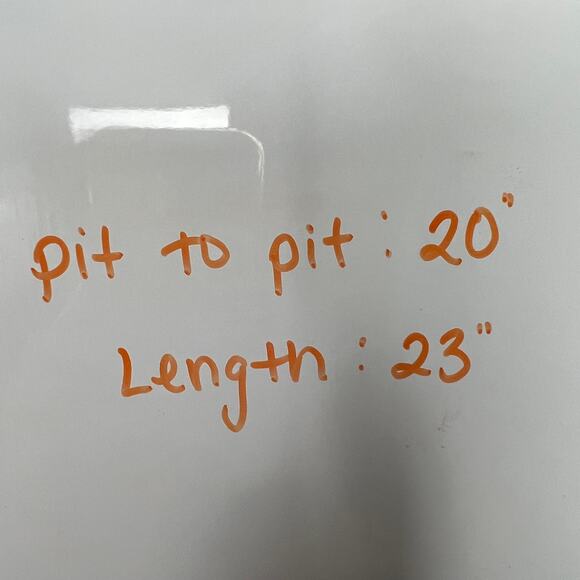 pit to pit : 20"
Length : 23"